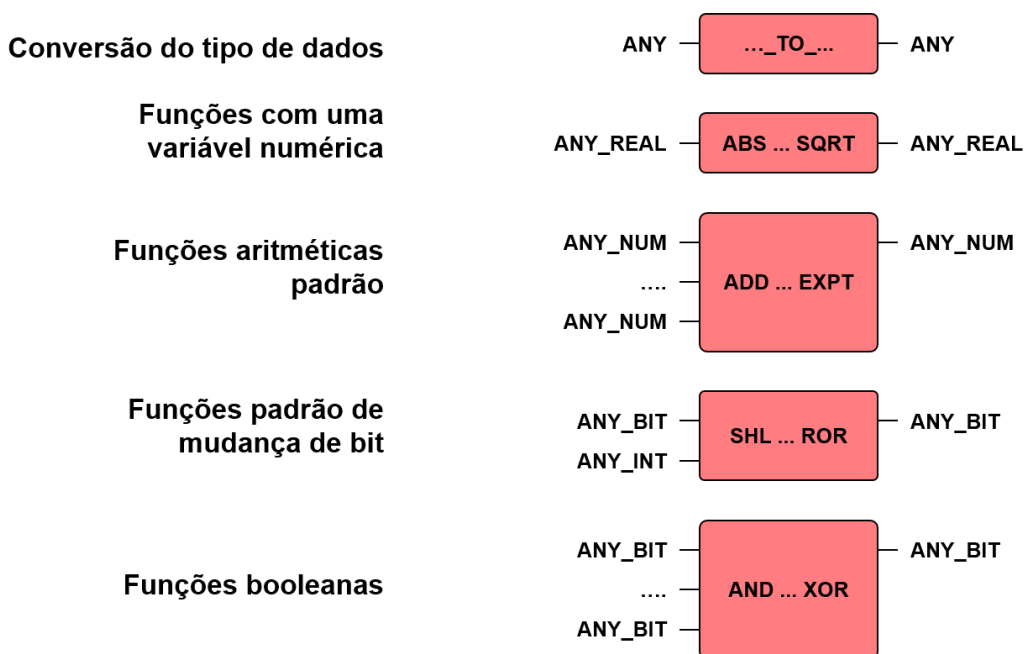 Conversão do tipo de dados
ANY
..._TO_...
ANY
Funções com uma
variável numérica
ANY_REAL
ABS ... SQRT
ANY_REAL
Funções aritméticas
padrão
ANY_NUM
....
ANY_NUM
ADD ... EXPT
ANY_NUM
Funções padrão de
mudança de bit
ANY_BIT
ANY_INT
SHL ... ROR
ANY_BIT
Funções booleanas
ANY_BIT
....
ANY_BIT
AND ... XOR
ANY_BIT